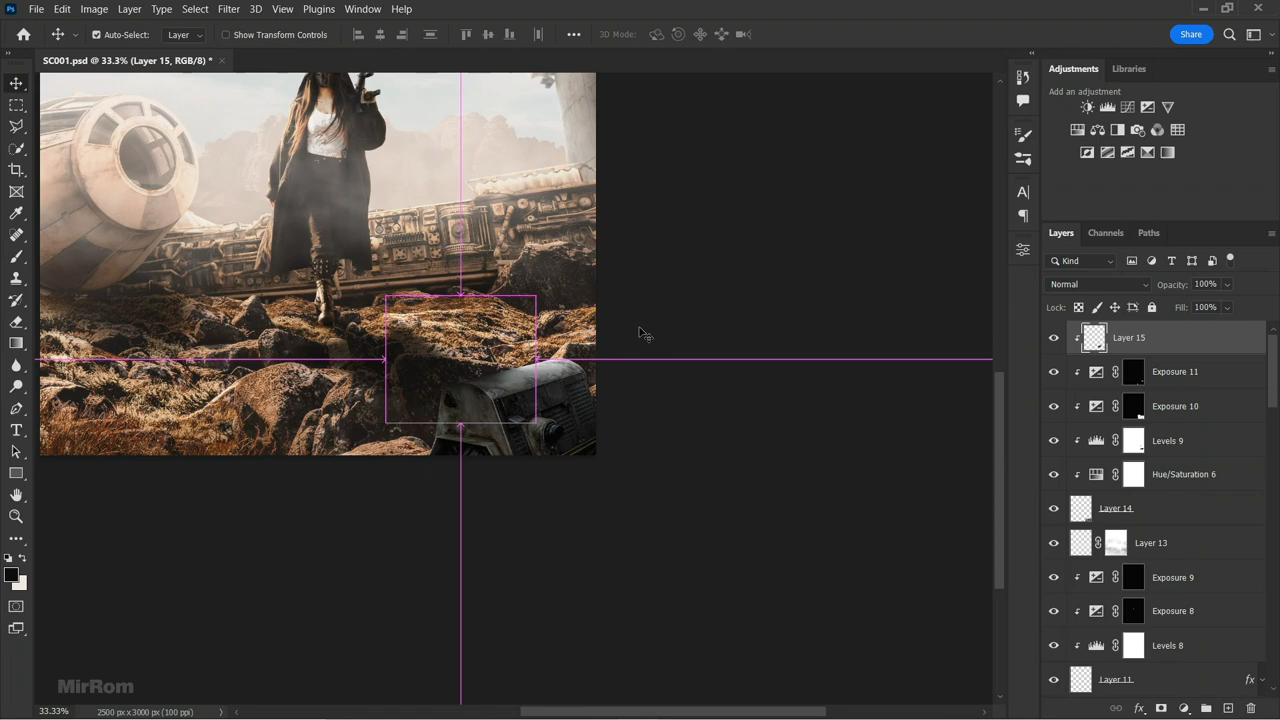 Ps File Edit Image Layer Type Select Filter 3D View Plugins Window Help
Auto-Select: Layer Show Transform Controls 3D Mode: Share
SC001.psd @ 33.3% (Layer 15, RGB/8) *
Adjustments Libraries
Add an adjustment
Layers Channels Paths
Kind
Normal Opacity: 100%
Lock: Fill: 100%
Layer 15
Exposure 11
Exposure 10
Levels 9
Hue/Saturation 6
Layer 14
Layer 13
Exposure 9
Exposure 8
Levels 8
Layer 11 fx
MirRom
33.33% 2500 px x 3000 px (100 ppi)